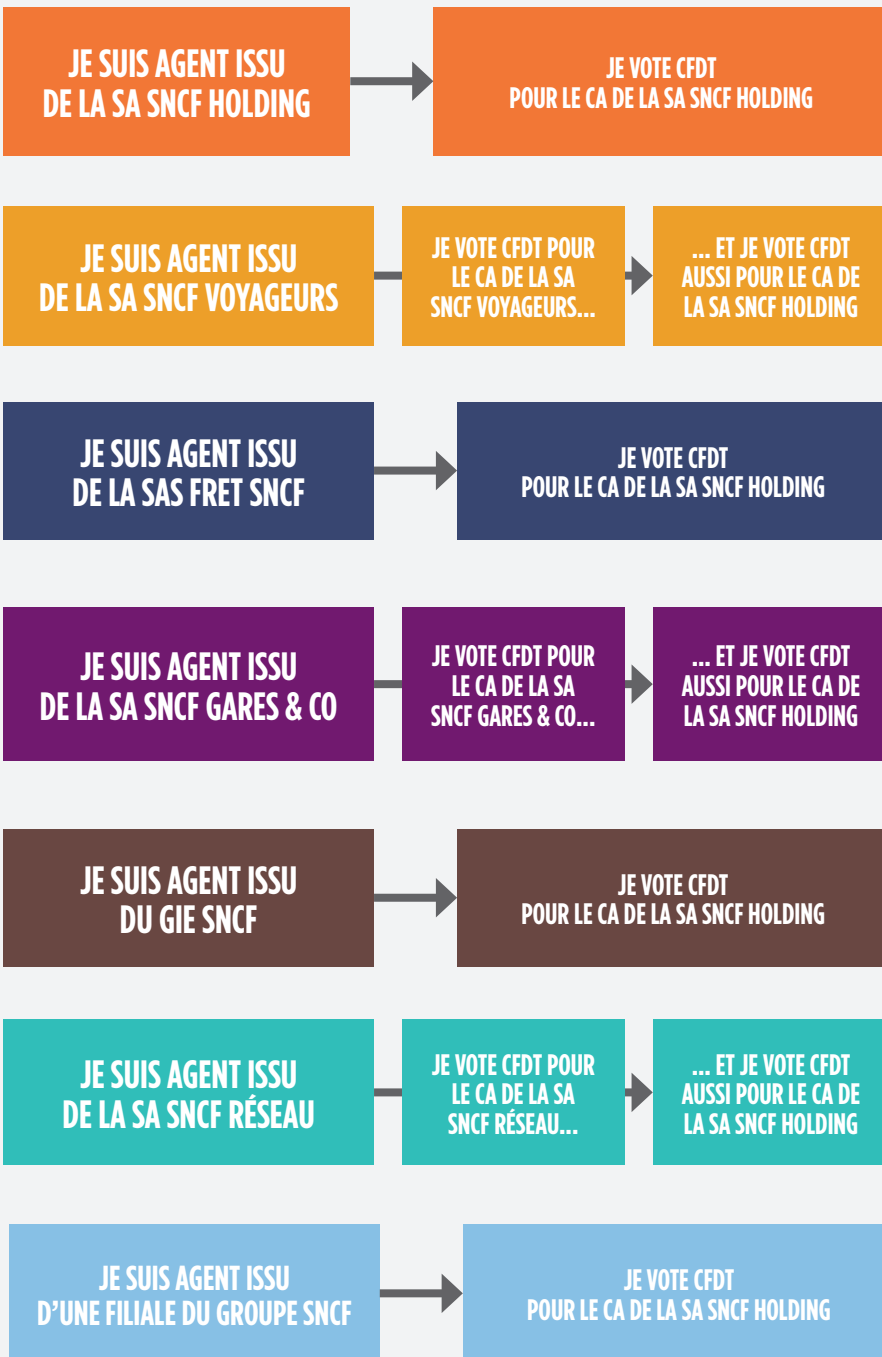 JE SUIS AGENT ISSU
DE LA SA SNCF HOLDING
JE VOTE CFDT
POUR LE CA DE LA SA SNCF HOLDING
JE SUIS AGENT ISSU
DE LA SA SNCF VOYAGEURS
JE VOTE CFDT POUR
LE CA DE LA SA
SNCF VOYAGEURS...
... ET JE VOTE CFDT
AUSSI POUR LE CA DE
LA SA SNCF HOLDING
JE SUIS AGENT ISSU
DE LA SAS FRET SNCF
JE VOTE CFDT
POUR LE CA DE LA SA SNCF HOLDING
JE SUIS AGENT ISSU
DE LA SA SNCF GARES & CO
JE VOTE CFDT POUR
LE CA DE LA SA
SNCF GARES & CO...
... ET JE VOTE CFDT
AUSSI POUR LE CA DE
LA SA SNCF HOLDING
JE SUIS AGENT ISSU
DU GIE SNCF
JE VOTE CFDT
POUR LE CA DE LA SA SNCF HOLDING
JE SUIS AGENT ISSU
DE LA SA SNCF RÉSEAU
JE VOTE CFDT POUR
LE CA DE LA SA
SNCF RÉSEAU...
... ET JE VOTE CFDT
AUSSI POUR LE CA DE
LA SA SNCF HOLDING
JE SUIS AGENT ISSU
D'UNE FILIALE DU GROUPE SNCF
JE VOTE CFDT
POUR LE CA DE LA SA SNCF HOLDING